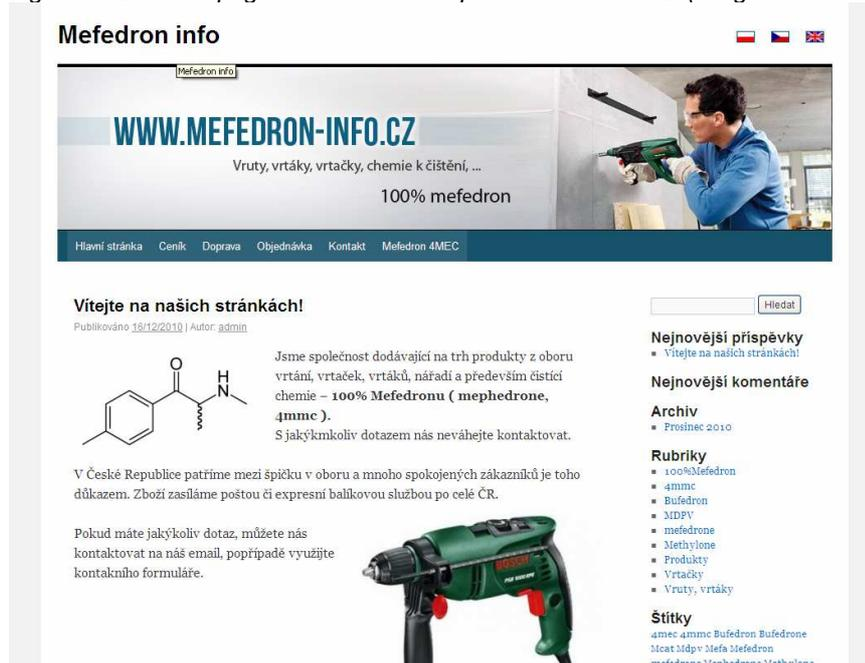 Mefedron info
Mefedron info
WWW.MEFEDRON-INFO.CZ
Vruty, vrtáky, vrtačky, chemie k čištění, ...
100% mefedron
Hlavní stránka Ceník Doprava Objednávka Kontakt Mefedron 4MEC
Vítejte na našich stránkách!
Publikováno 16/12/2010 | Autor: admin
O
H
N
Jsme společnost dodávající na trh produkty z oboru
vrtání, vrtaček, vrtáků, nářadí a především čistící
chemie – 100% Mefedronu ( mephedrone,
4mmc ).
S jakýkmkoliv dotazem nás neváhejte kontaktovat.
V České Republice patříme mezi špičku v oboru a mnoho spokojených zákazníků je toho
důkazem. Zboží zasíláme poštou či expresní balíkovou službou po celé ČR.
Pokud máte jakýkoliv dotaz, můžete nás
kontaktovat na náš email, popřípadě využijte
kontakního formuláře.
BOSCH
Hledat
Nejnovější příspěvky
Vítejte na našich stránkách!
Nejnovější komentáře
Archiv
Prosinec 2010
Rubriky
100%Mefedron
4mmc
Bufedron
MDPV
mefedrone
Methylone
Produkty
Vrtačky
Vruty, vrtáky
Štítky
4mec 4mmc Bufedron Bufedrone
Mcat Mdpv Mefa Mefedron
mefedrone Mephedrone Methylone